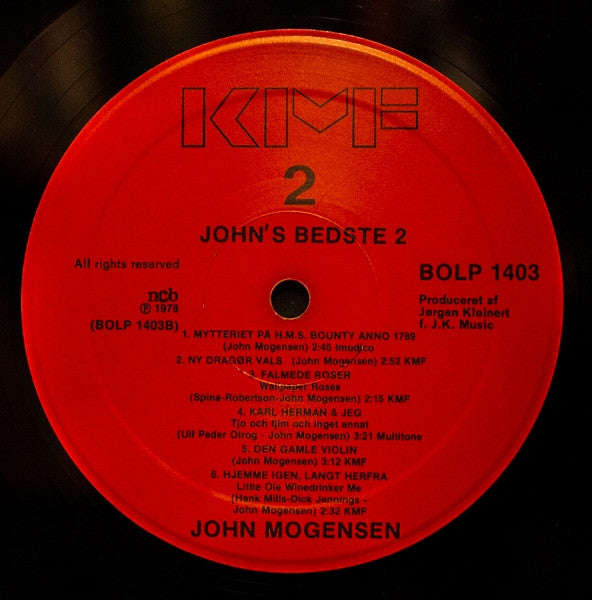 KMF
2
JOHN'S BEDSTE 2
All rights reserved
ncb
Ⓟ 1978
(BOLP 1403B)
BOLP 1403
Produceret af
Jørgen Kleinert
f. J.K. Music
1. MYTTERIET PÅ H.M.S. BOUNTY ANNO 1789
(John Mogensen) 2:45 Imudico
2. NY DRAGØR VALS (John Mogensen) 2:52 KMF
3. FALMEDE ROSER
Wallpaper Roses
(Spina-Robertson-John Mogensen) 2:15 KMF
4. KARL HERMAN & JEG
Tjo och tjim och inget annat
(Ulf Peder Olrog - John Mogensen) 3:21 Multitone
5. DEN GAMLE VIOLIN
(John Mogensen) 3:12 KMF
6. HJEMME IGEN, LANGT HERFRA
Little Ole Winedrinker Me
(Hank Mills-Dick Jennings -
John Mogensen) 2:32 KMF
JOHN MOGENSEN